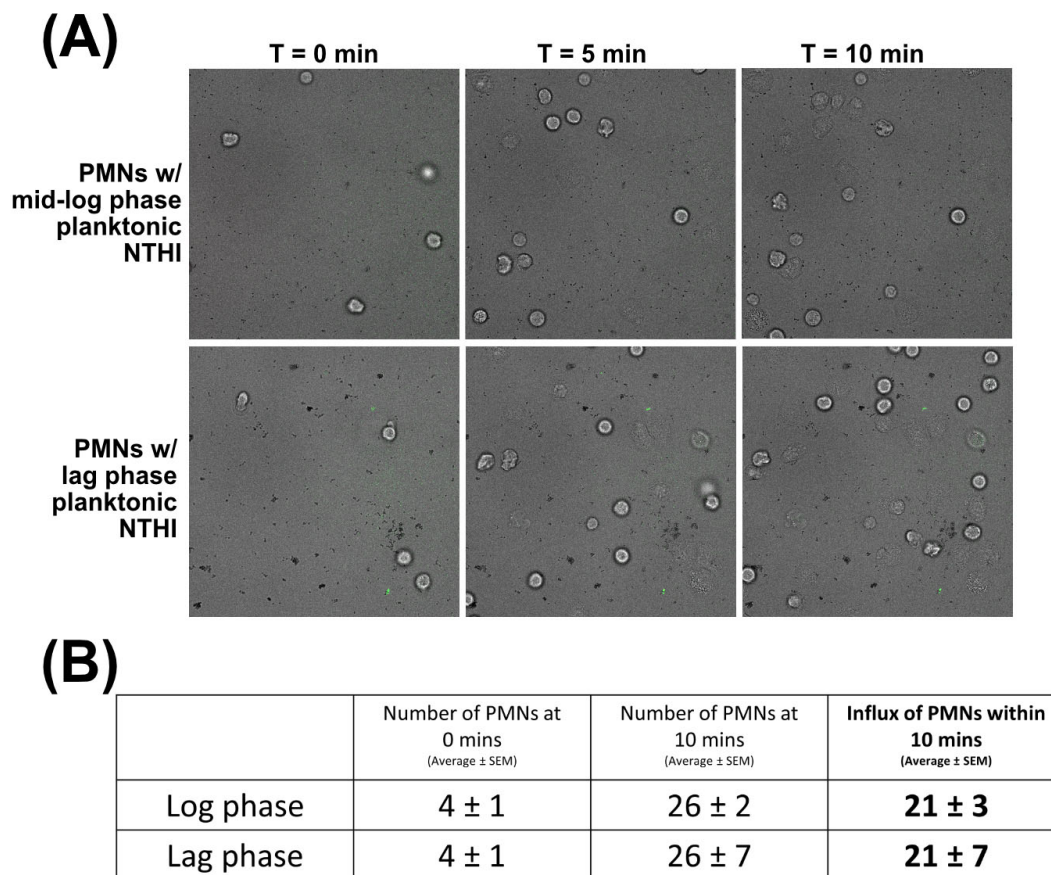 (A)
T = 0 min
T = 5 min
T = 10 min
PMNs w/
mid-log phase
planktonic
NTHI
PMNs w/
lag phase
planktonic
NTHI
(B)
Number of PMNs at
0 mins
(Average ± SEM)
Number of PMNs at
10 mins
(Average ± SEM)
Influx of PMNs within
10 mins
(Average ± SEM)
Log phase
4 ± 1
26 ± 2
21 ± 3
Lag phase
4 ± 1
26 ± 7
21 ± 7